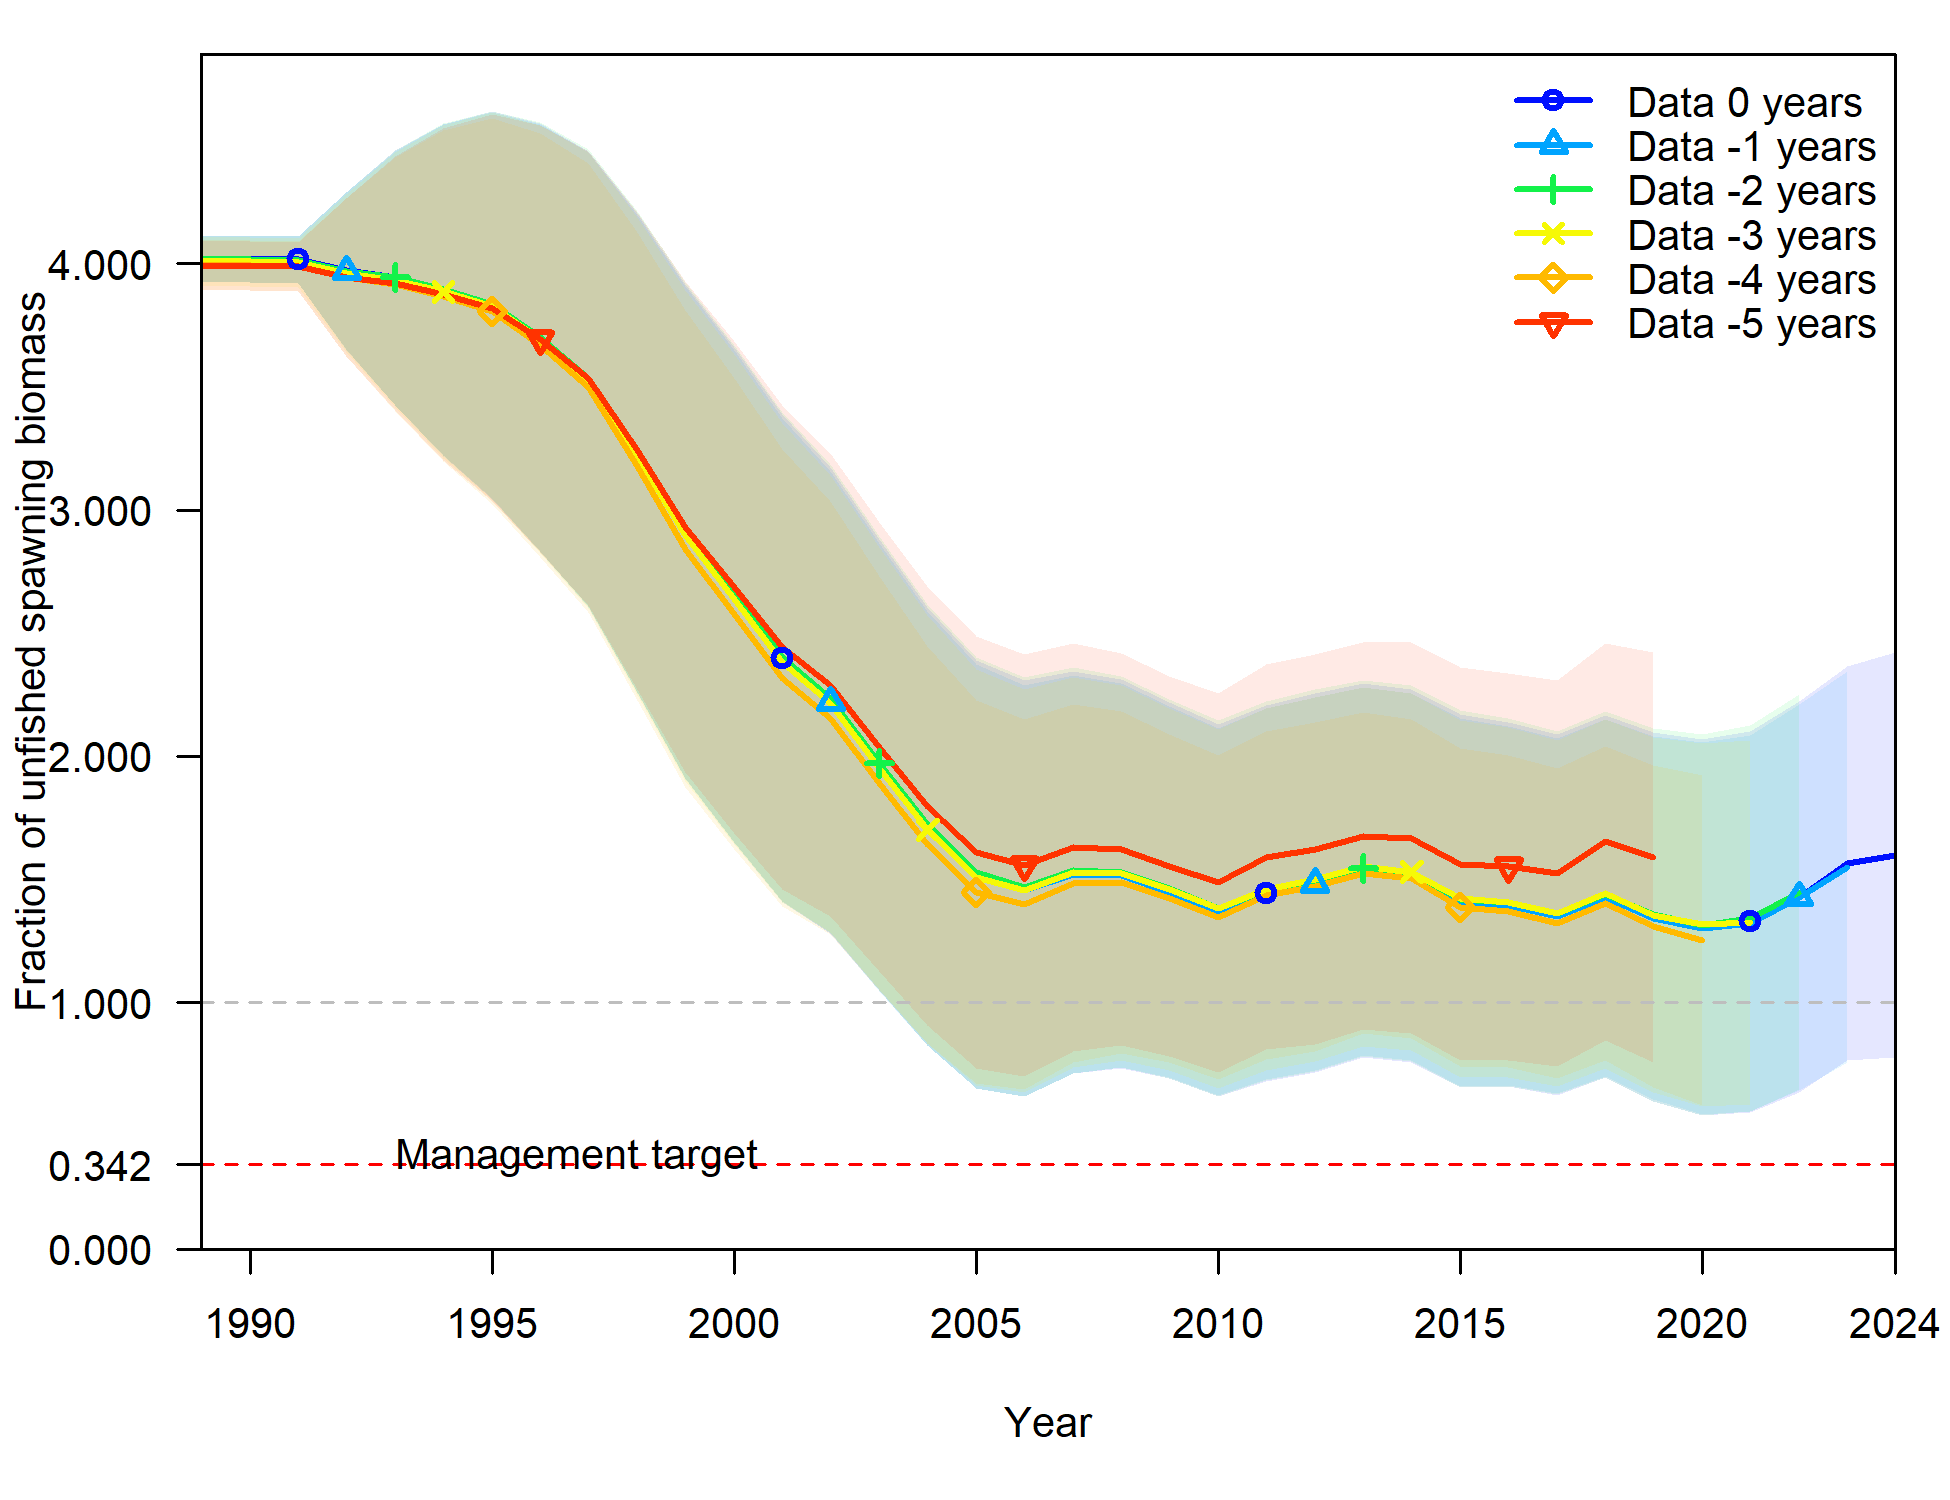 Data 0 years
Data -1 years
Data -2 years
Data -3 years
Data -4 years
Data -5 years
Fraction of unfished spawning biomass
4.000
3.000
2.000
1.000
0.342
0.000
Management target
1990 1995 2000 2005 2010 2015 2020 2024
Year